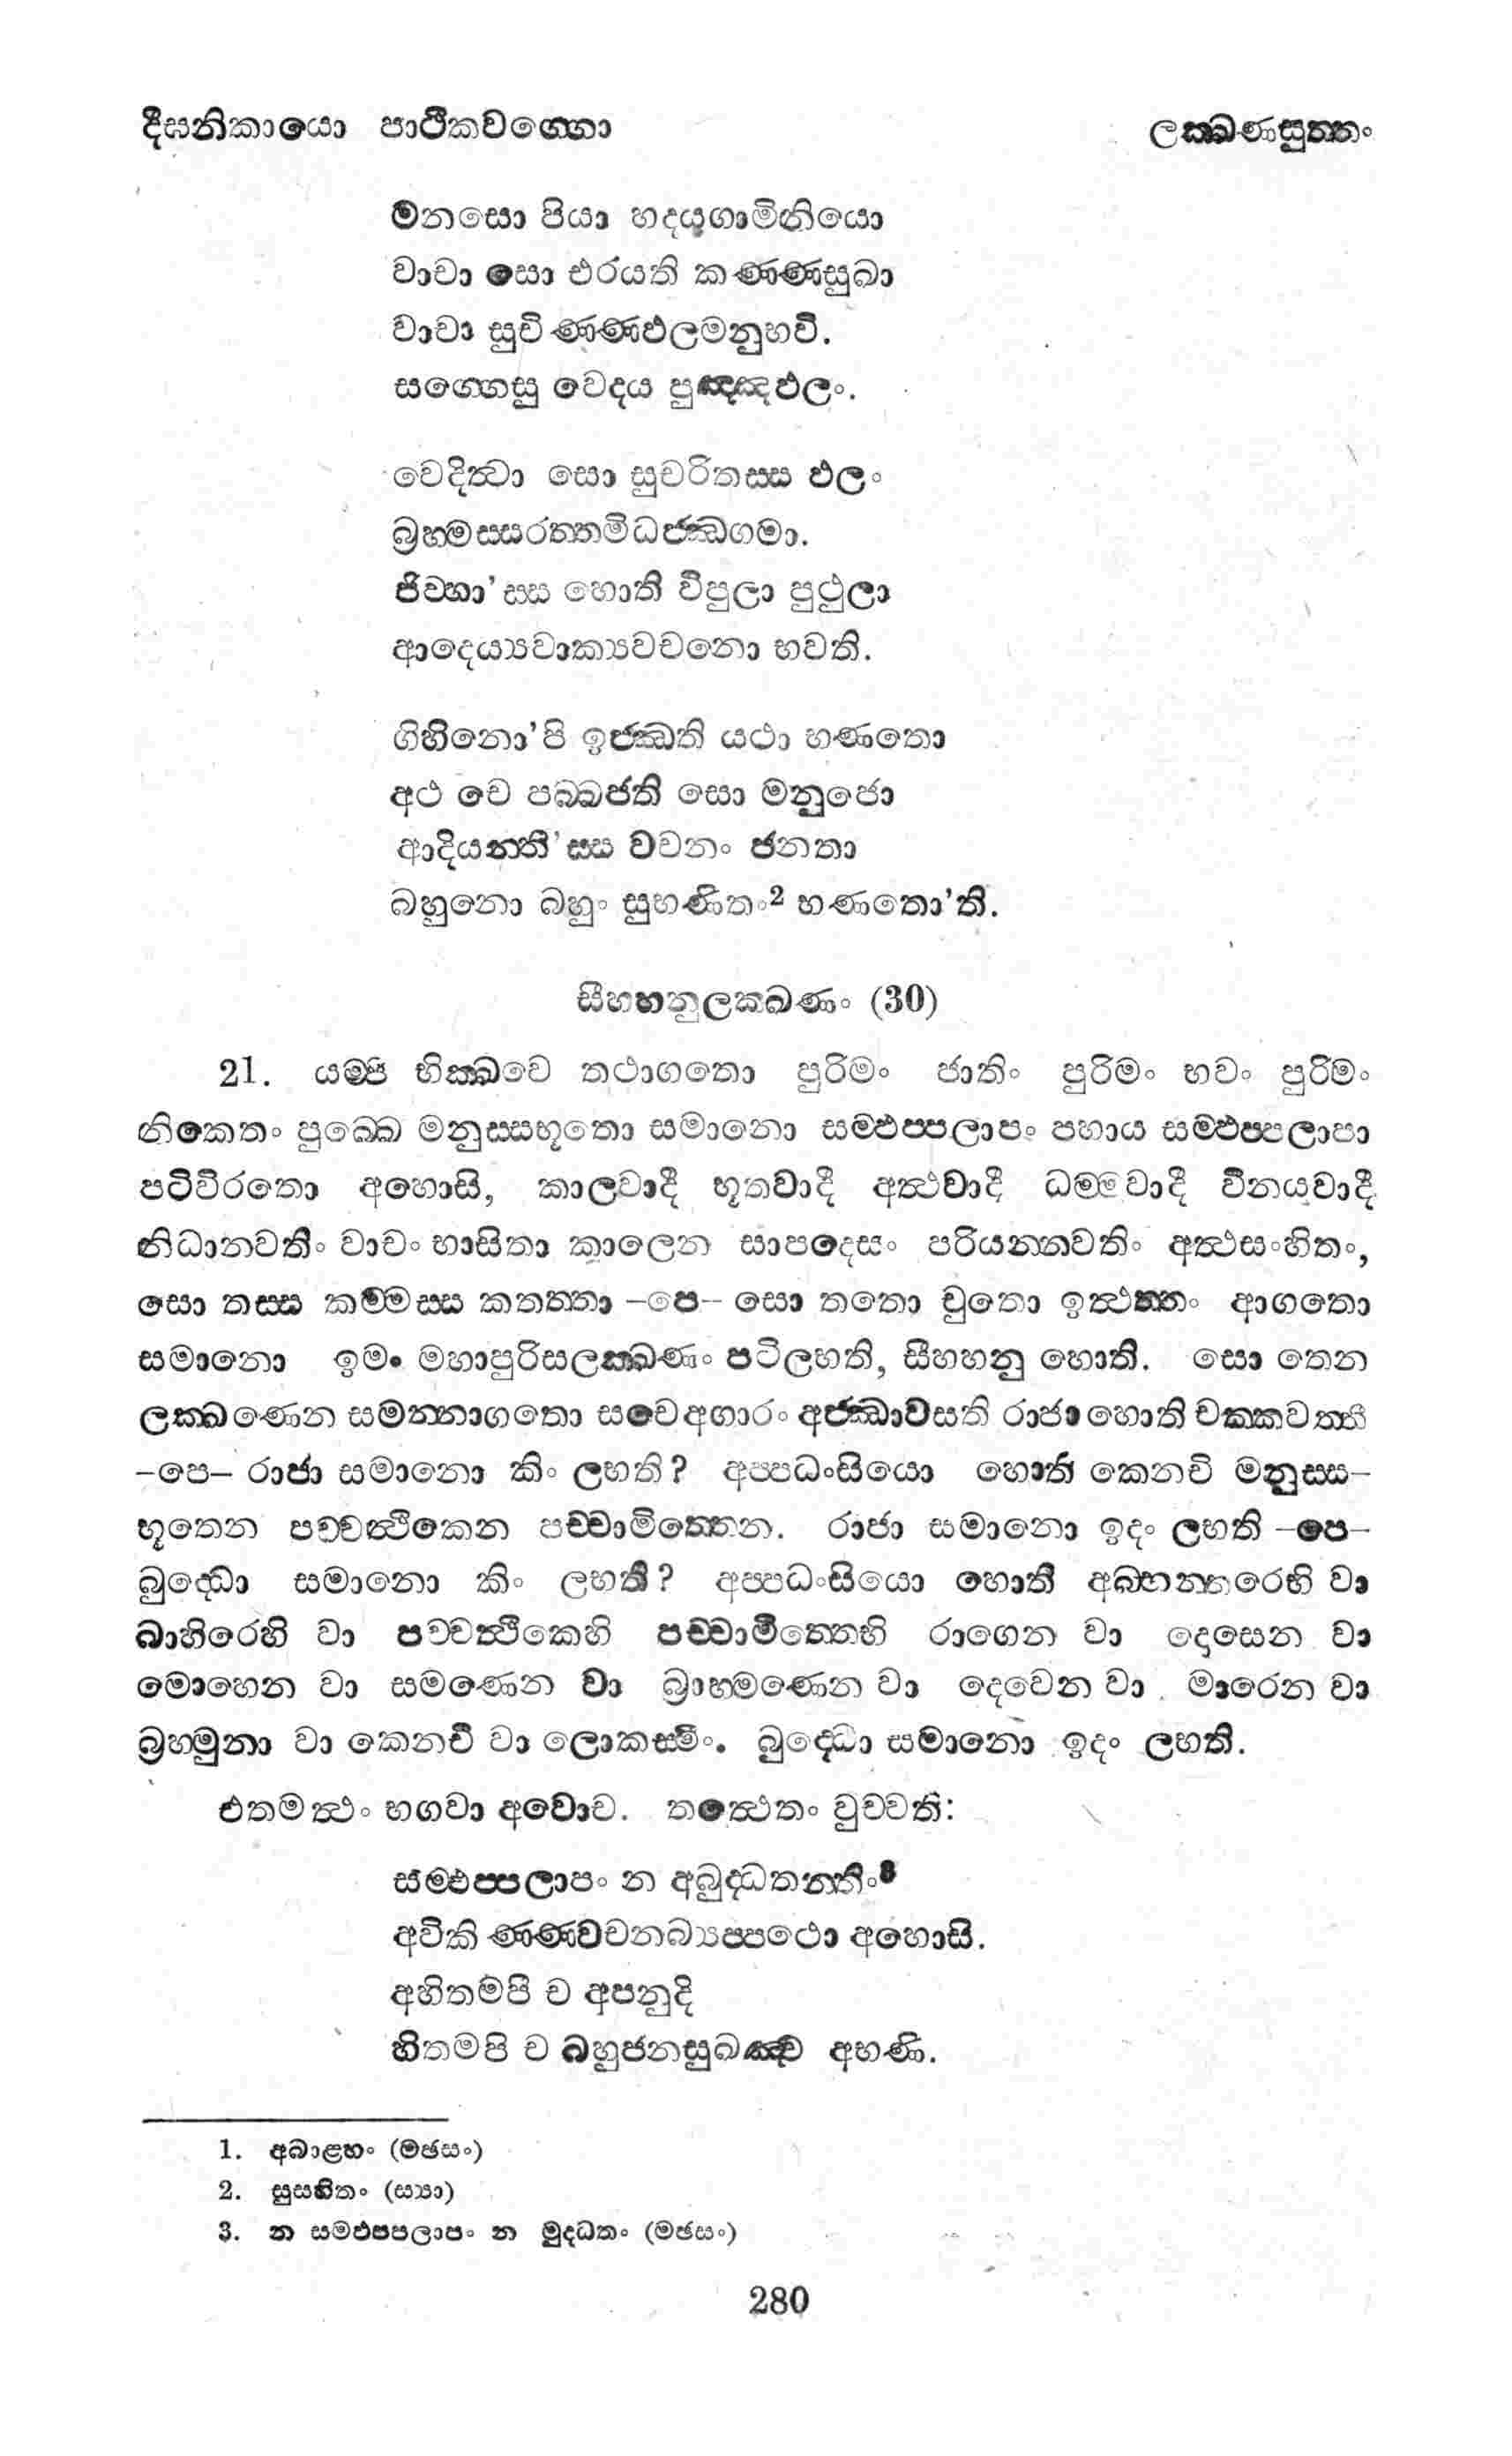 දීඝනිකායො පාථිකවග්ගො ලක්ඛණසුත්තං
මනසො පියා හදයගාමිනියො
වාචා සො එරයති කණ්ණසුඛා
වාචා සුචිණ්ණඵලමනුභවි.
සග්ගෙසු වෙදය පුඤ්ඤඵලං.
වෙදිත්වා සො සුචරිතස්ස ඵලං
බ්‍රහ්මස්සරත්තමිධජ්ඣගමා.
ජිව්හා'ස්ස හොති විපුලා පුථුලා
ආදෙය්‍යවාක්‍යවචනො භවති.
ගිහිනො'පි ඉජ්ඣති යථා භණතො
අථ චෙ පබ්බජති සො මනුජො
ආදියන්ති'ස්ස වචනං ජනතා
බහුනො බහුං සුභණිතං2 භණතො'ති.
සීහහනුලක්ඛණං (30)
21. යම්පි භික්ඛවෙ තථාගතො පුරිමං ජාතිං පුරිමං භවං පුරිමං
නිකෙතං පුබ්බෙ මනුස්සභූතො සමානො සම්ඵප්පලාපං පහාය සම්ඵප්පලාපා
පටිවිරතො අහොසි, කාලවාදී භූතවාදී අත්ථවාදී ධම්මවාදී විනයවාදී
නිධානවතිං වාචං භාසිතා කාලෙන සාපදෙසං පරියන්නවතිං අත්ථසංහිතං,
සො තස්ස කම්මස්ස කතත්තා –පෙ– සො තතො චුතො ඉත්ථත්තං ආගතො
සමානො ඉමං මහාපුරිසලක්ඛණං පටිලභති, සීහහනු හොති. සො තෙන
ලක්ඛණෙන සමන්නාගතො සචෙ අගාරං අජ්ඣාවසති රාජා හොති චක්කවත්ති
–පෙ– රාජා සමානො කිං ලභති? අප්පධංසියො හොති කෙනචි මනුස්ස–
භූතෙන පච්චත්ථිකෙන පච්චාමිත්තෙන. රාජා සමානො ඉදං ලභති –පෙ–
බුද්ධො සමානො කිං ලභති? අප්පධංසියො හොති අබ්භන්තරෙභි වා
බාහිරෙහි වා පච්චත්ථිකෙහි පච්චාමිත්තෙභි රාගෙන වා දොසෙන වා
මොහෙන වා සමණෙන වා බ්‍රාහ්මණෙන වා දෙවෙන වා මාරෙන වා
බ්‍රහ්මුනා වා කෙනචි වා ලොකස්මිං. බුද්ධො සමානො ඉදං ලභති.
එතමත්ථං භගවා අවොච. තත්ථෙතං වුච්චති:
සම්ඵප්පලාපං න අබුද්ධතන්තිං3
අවිකිණ්ණවචනබ්‍යප්පථො අහොසි.
අහිතම්පි ච අපනුදි
හිතමපි ච බහුජනසුඛඤ්ච අභණි.
1. අබාළ්හං (මඡසං)
2. සුසහිතං (ස්‍යා)
3. න සම්ඵප්පලාපං න මුද්ධතං (මඡසං)
280